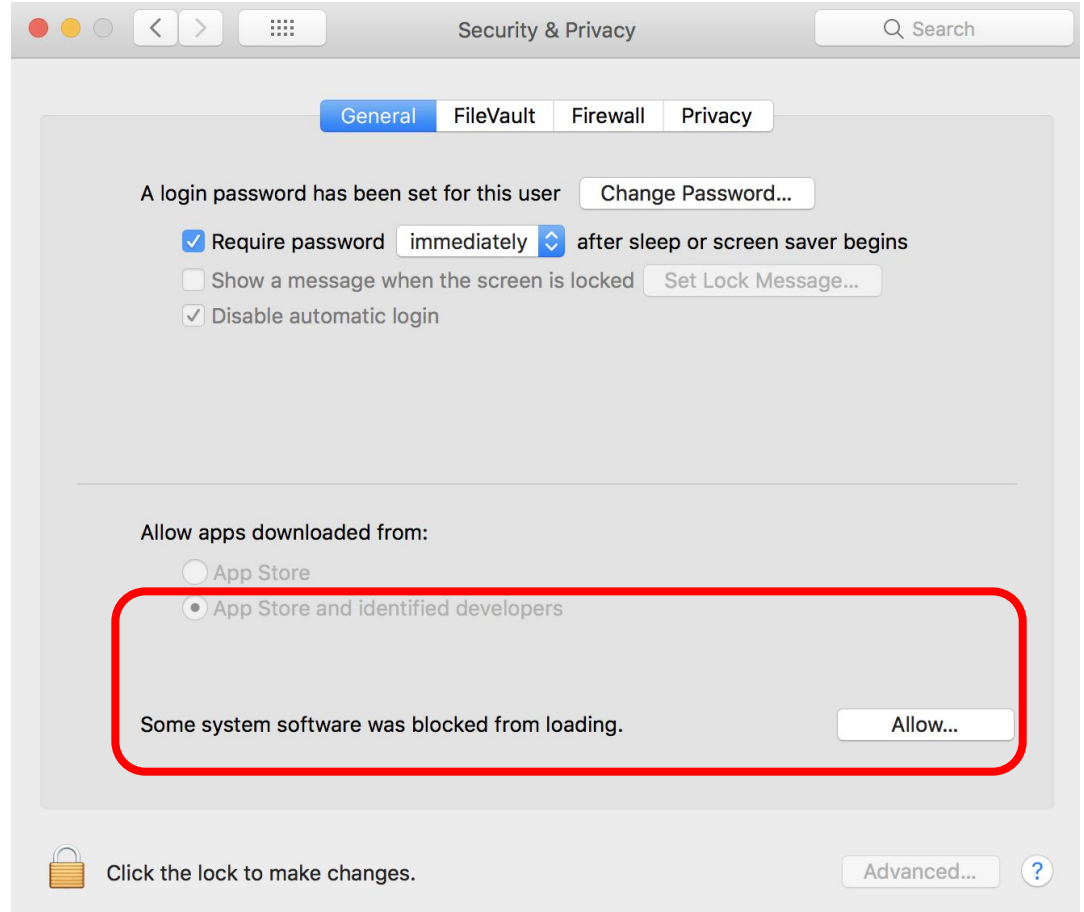 Security & Privacy
Search
General FileVault Firewall Privacy
A login password has been set for this user Change Password...
Require password immediately after sleep or screen saver begins
Show a message when the screen is locked Set Lock Message...
Disable automatic login
Allow apps downloaded from:
App Store
App Store and identified developers
Some system software was blocked from loading. Allow...
Click the lock to make changes. Advanced... ?